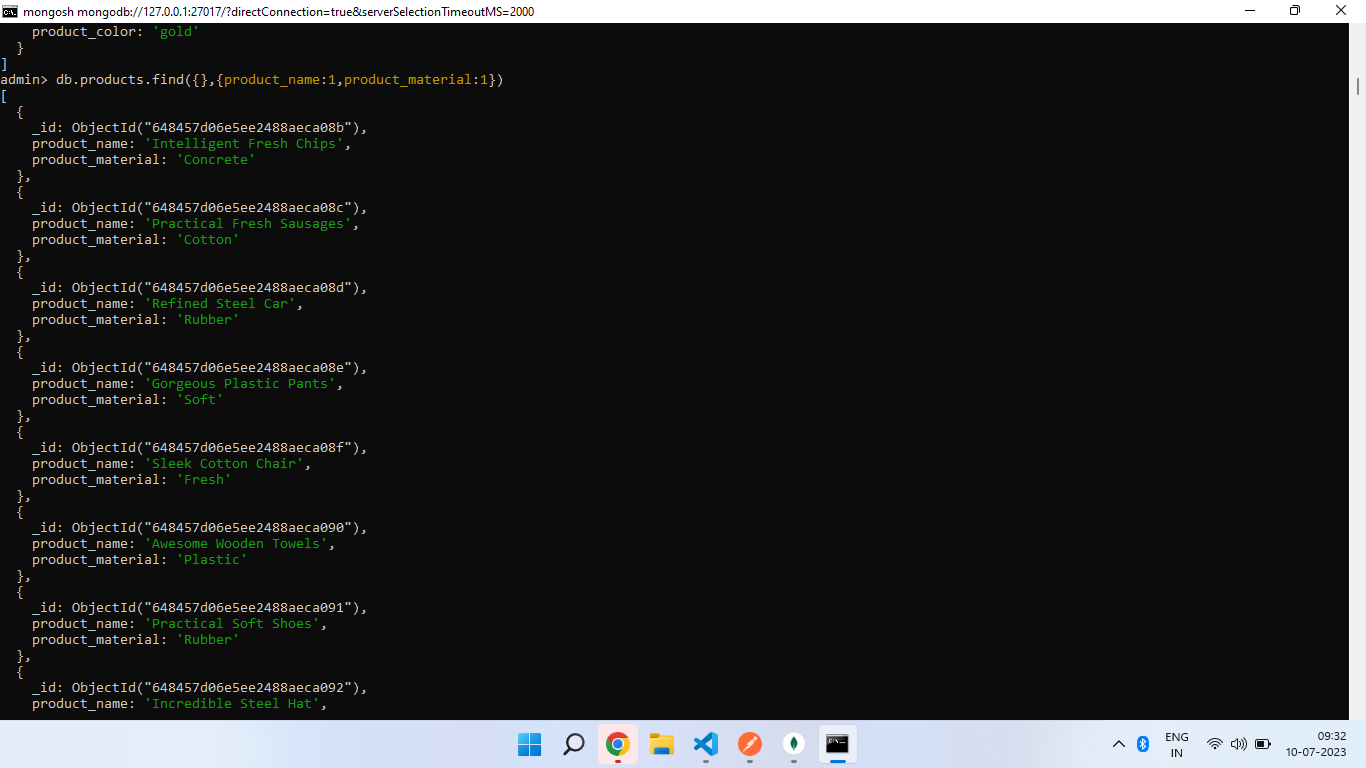 mongosh mongodb://127.0.0.1:27017/?directConnection=true&serverSelectionTimeoutMS=2000
    product_color: 'gold'
  }
]
admin> db.products.find({},{product_name:1,product_material:1})
[
  {
    _id: ObjectId("648457d06e5ee2488aeca08b"),
    product_name: 'Intelligent Fresh Chips',
    product_material: 'Concrete'
  },
  {
    _id: ObjectId("648457d06e5ee2488aeca08c"),
    product_name: 'Practical Fresh Sausages',
    product_material: 'Cotton'
  },
  {
    _id: ObjectId("648457d06e5ee2488aeca08d"),
    product_name: 'Refined Steel Car',
    product_material: 'Rubber'
  },
  {
    _id: ObjectId("648457d06e5ee2488aeca08e"),
    product_name: 'Gorgeous Plastic Pants',
    product_material: 'Soft'
  },
  {
    _id: ObjectId("648457d06e5ee2488aeca08f"),
    product_name: 'Sleek Cotton Chair',
    product_material: 'Fresh'
  },
  {
    _id: ObjectId("648457d06e5ee2488aeca090"),
    product_name: 'Awesome Wooden Towels',
    product_material: 'Plastic'
  },
  {
    _id: ObjectId("648457d06e5ee2488aeca091"),
    product_name: 'Practical Soft Shoes',
    product_material: 'Rubber'
  },
  {
    _id: ObjectId("648457d06e5ee2488aeca092"),
    product_name: 'Incredible Steel Hat',
ENG
IN
09:32
10-07-2023